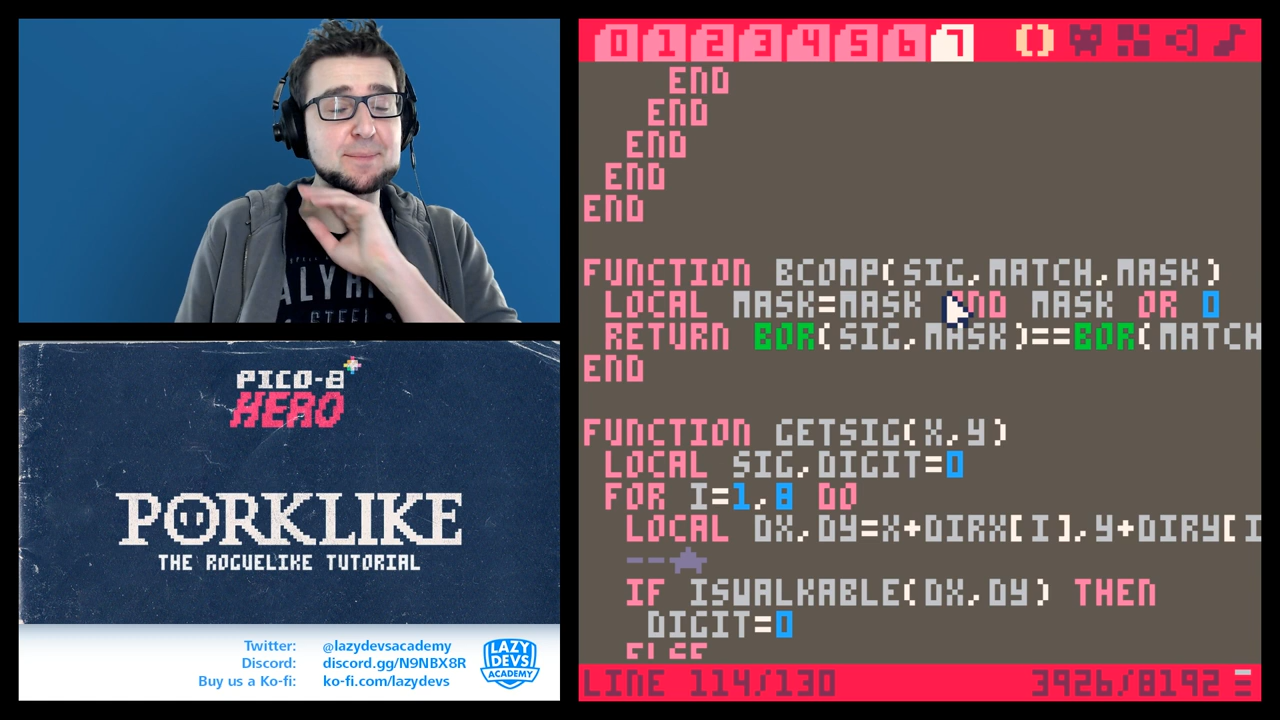 ALYR
STEEL
PICO-8
HERO
PORKLIKE
THE ROGUELIKE TUTORIAL
Twitter: @lazydevsacademy
Discord: discord.gg/N9NBX8R
Buy us a Ko-fi: ko-fi.com/lazydevs
LAZY
DEVS
ACADEMY
0 1 2 3 4 5 6 7
END
END
END
END
END
FUNCTION BCOMP(SIG,MATCH,MASK)
LOCAL MASK=MASK AND MASK OR 0
RETURN BOR(SIG,MASK)==BOR(MATCH
END
FUNCTION GETSIG(X,Y)
LOCAL SIG,DIGIT=0
FOR I=1,8 DO
LOCAL DX,DY=X+DIRX[I],Y+DIRY[I
--
IF ISWALKABLE(DX,DY) THEN
DIGIT=0
ELSE
LINE 114/130 3926/8192